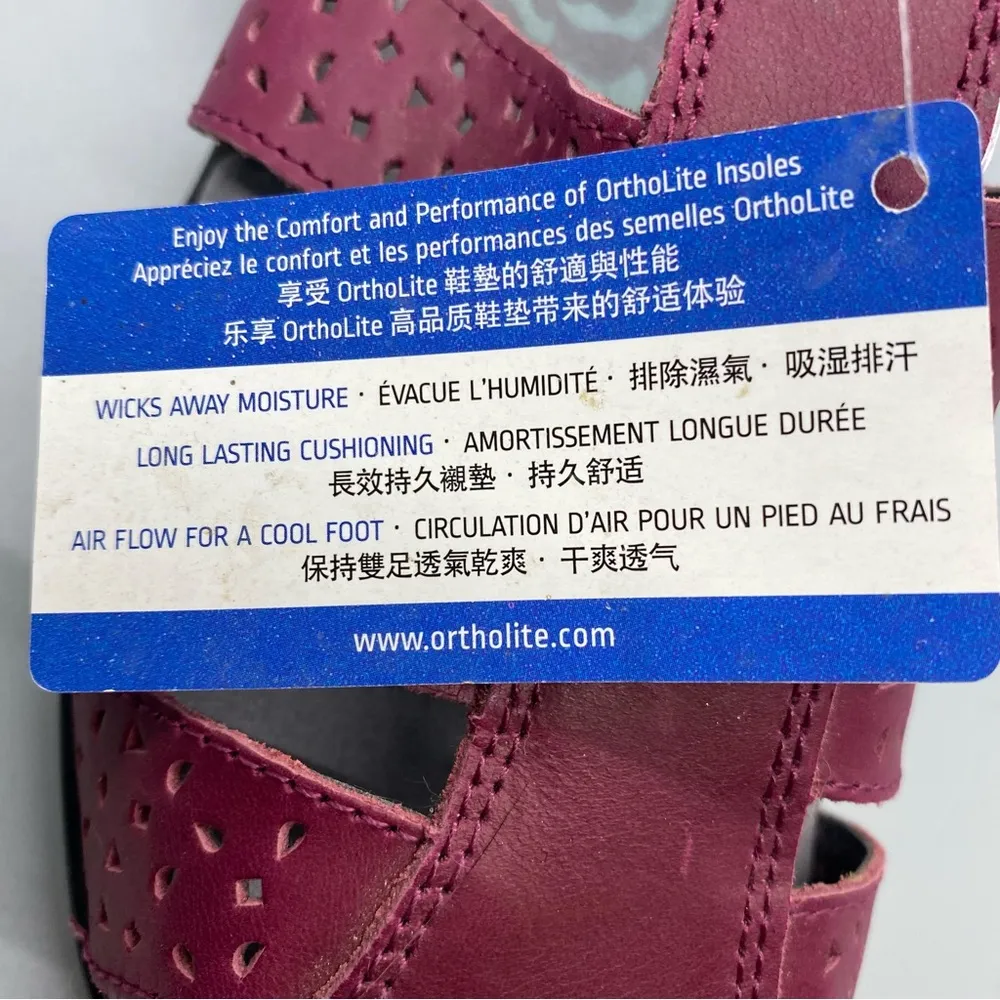 Enjoy the Comfort and Performance of OrthoLite Insoles
Appréciez le confort et les performances des semelles OrthoLite
享受 OrthoLite 鞋墊的舒適與性能
乐享 OrthoLite 高品质鞋垫带来的舒适体验
WICKS AWAY MOISTURE · ÉVACUE L'HUMIDITÉ · 排除濕氣 · 吸湿排汗
LONG LASTING CUSHIONING · AMORTISSEMENT LONGUE DURÉE
長效持久襯墊 · 持久舒适
AIR FLOW FOR A COOL FOOT · CIRCULATION D'AIR POUR UN PIED AU FRAIS
保持雙足透氣乾爽 · 干爽透气
www.ortholite.com